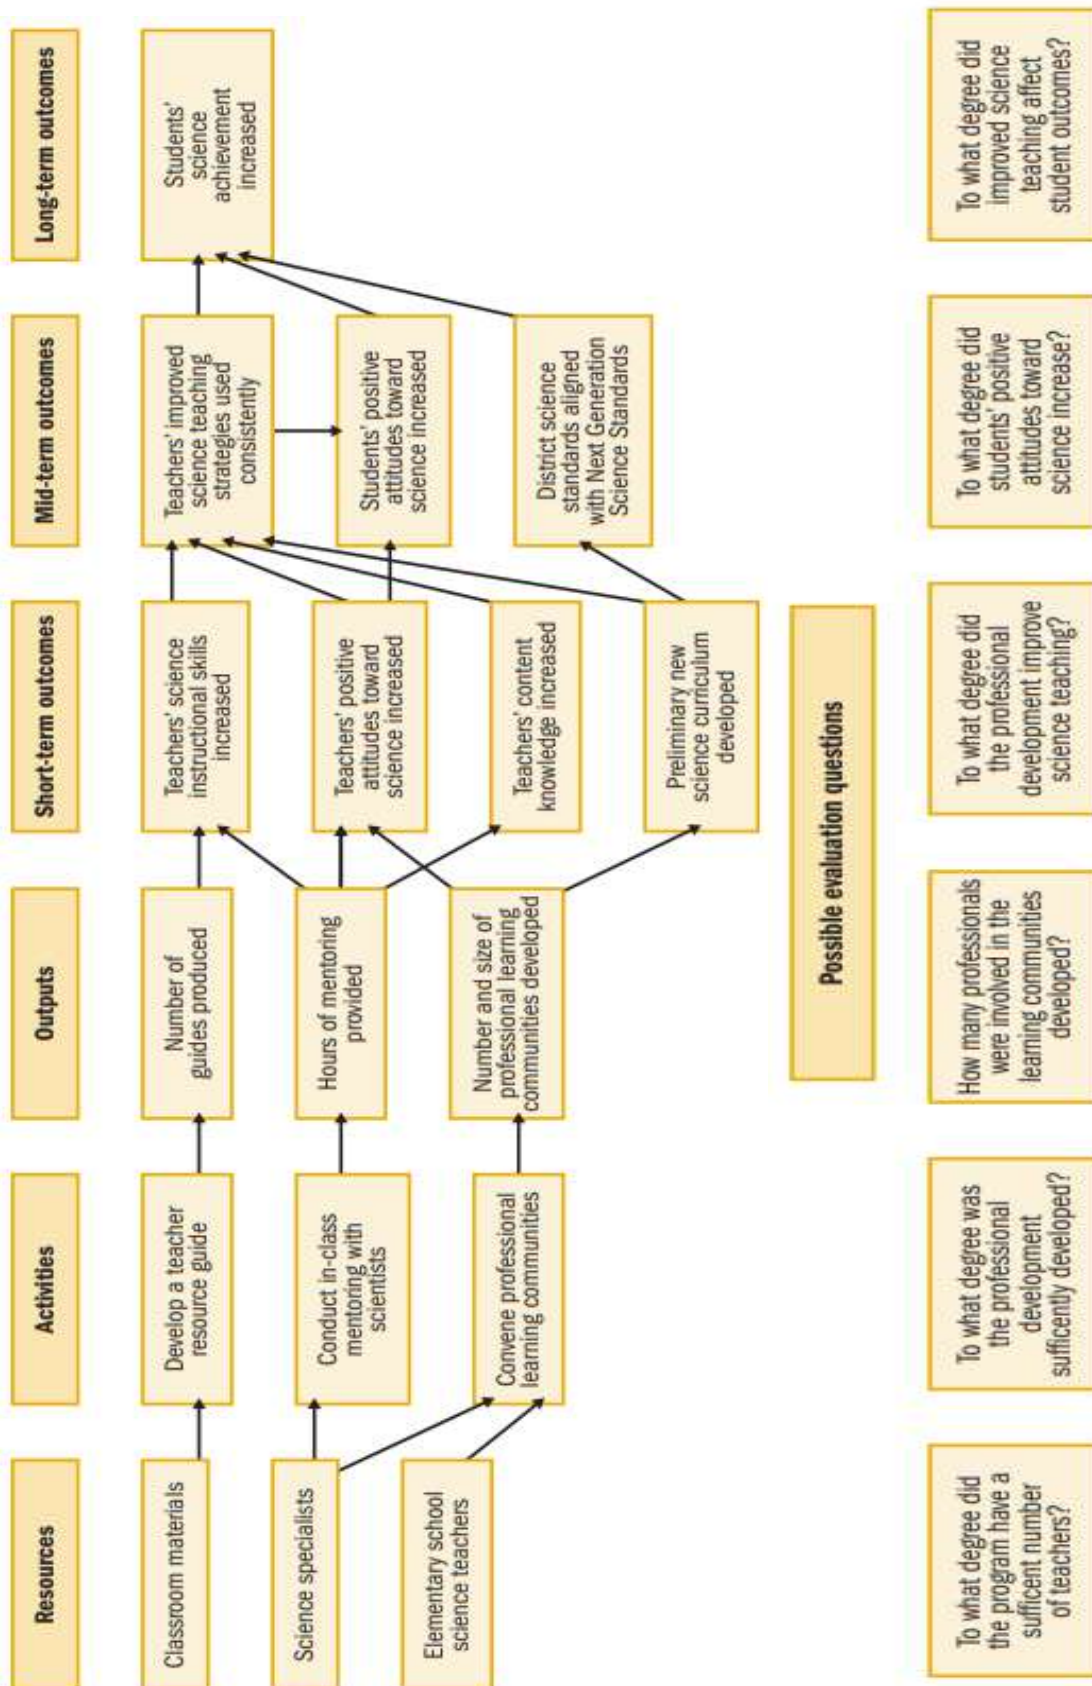 Resources
Activities
Outputs
Short-term outcomes
Mid-term outcomes
Long-term outcomes
Classroom materials
Science specialists
Elementary school
science teachers
Develop a teacher
resource guide
Conduct in-class
mentoring with
scientists
Convene professional
learning communities
Number of
guides produced
Hours of mentoring
provided
Number and size of
professional learning
communities developed
Teachers' science
instructional skills
increased
Teachers' positive
attitudes toward
science increased
Teachers' content
knowledge increased
Preliminary new
science curriculum
developed
Teachers' improved
science teaching
strategies used
consistently
Students' positive
attitudes toward
science increased
District science
standards aligned
with Next Generation
Science Standards
Students'
science
achievement
increased
Possible evaluation questions
To what degree did
the program have a
sufficent number
of teachers?
To what degree was
the professional
development
sufficently developed?
How many professionals
were involved in the
learning communities
developed?
To what degree did
the professional
development improve
science teaching?
To what degree did
students' positive
attitudes toward
science increase?
To what degree did
improved science
teaching affect
student outcomes?